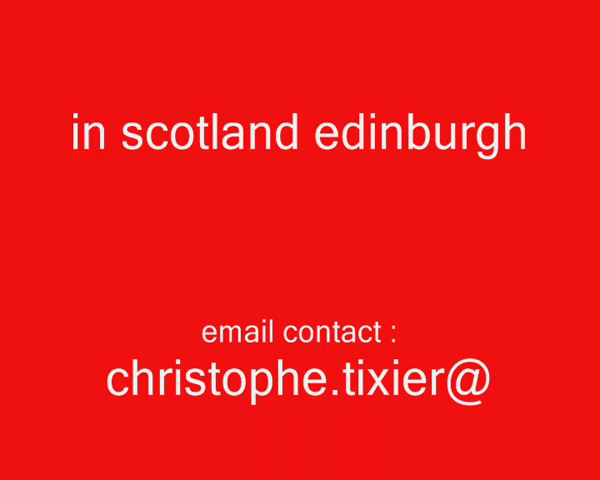 in scotland edinburgh
email contact :
christophe.tixier@